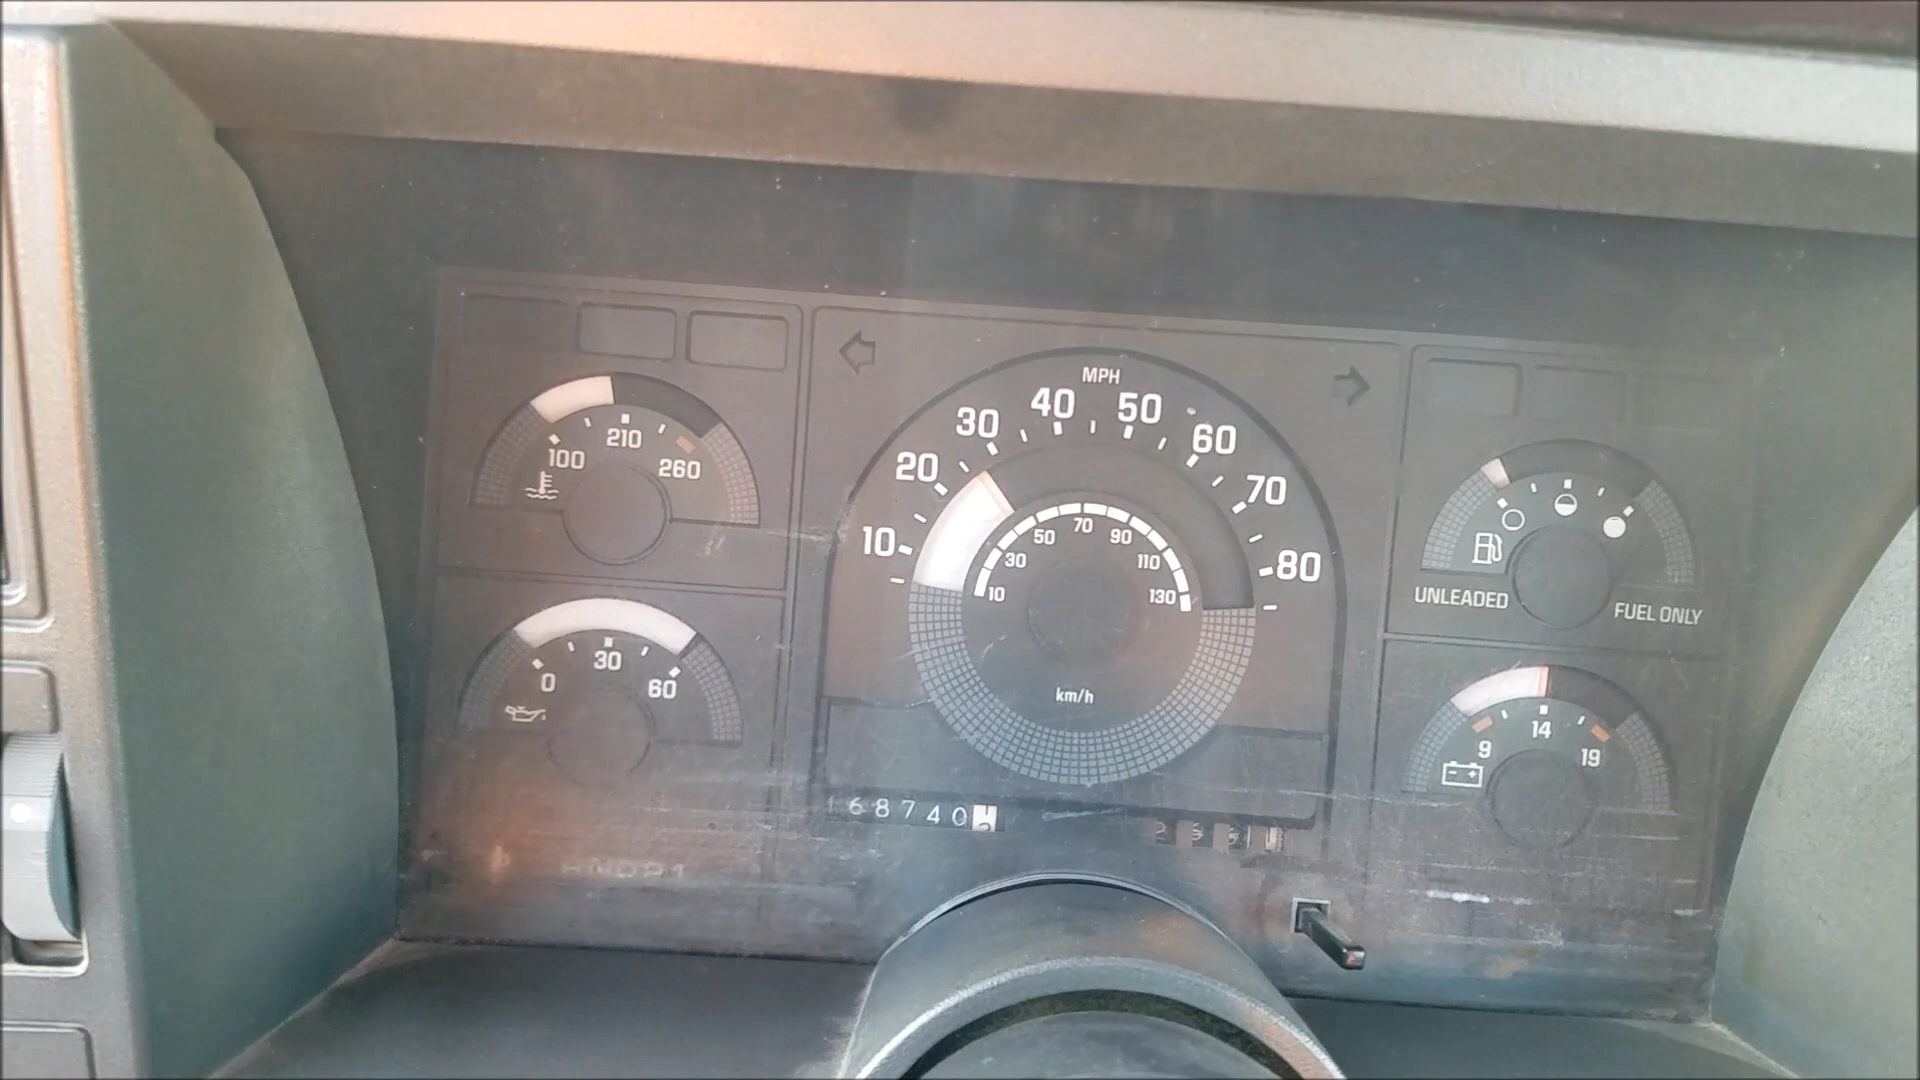 MPH
10 20 30 40 50 60 70 80
10 30 50 70 90 110 130
km/h
68740
100 210 260
0 30 60
UNLEADED FUEL ONLY
9 14 19